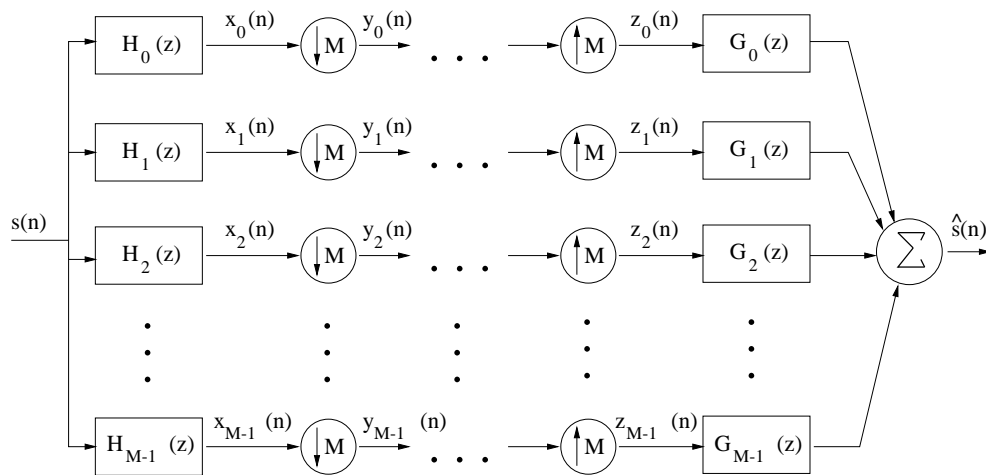 x_0(n) y_0(n) z_0(n)
H_0(z) ↓M . . . ↑M G_0(z)
x_1(n) y_1(n) z_1(n)
H_1(z) ↓M . . . ↑M G_1(z)
s(n) x_2(n) y_2(n) z_2(n) ŝ(n)
H_2(z) ↓M . . . ↑M G_2(z) Σ
x_{M-1}(n) y_{M-1}(n) z_{M-1}(n)
H_{M-1}(z) ↓M . . . ↑M G_{M-1}(z)